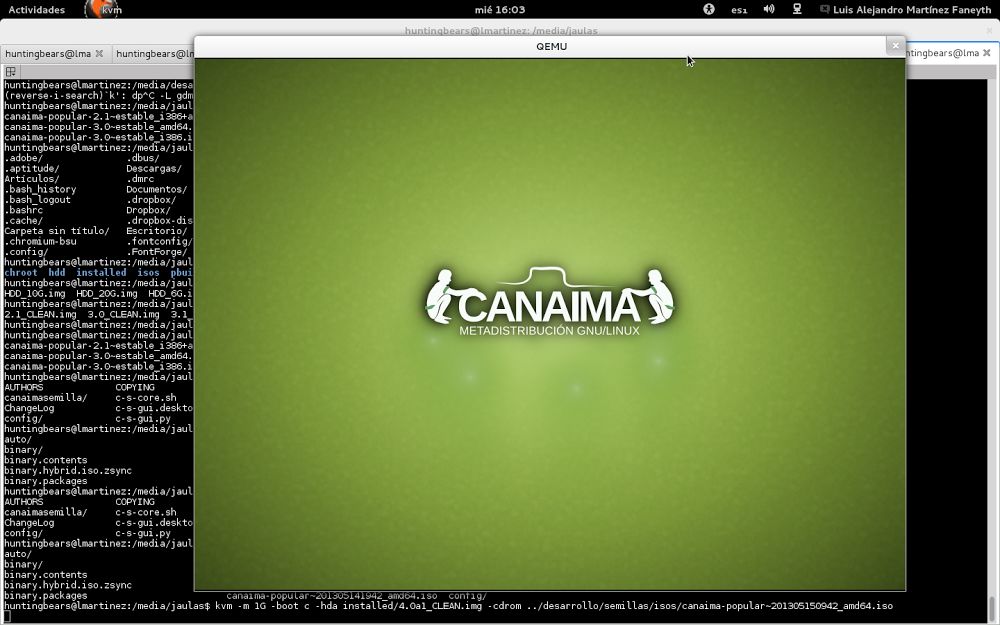 Actividades kvm mié 16:03 es1 Luis Alejandro Martínez Faneyth
huntingbears@lmartinez: /media/jaulas
QEMU
huntingbears@lma huntingbears@ln ntingbears@lma
huntingbears@lmartinez:/media/desa
(reverse-i-search)`k': dp^C -L gdm
huntingbears@lmartinez:/media/jaul
canaima-popular-2.1~estable_i386+a
canaima-popular-3.0~estable_amd64.
canaima-popular-3.0~estable_i386.i
huntingbears@lmartinez:/media/jaul
.adobe/ .dbus/
.aptitude/ Descargas/
Artículos/ .dmrc
.bash_history Documentos/
.bash_logout .dropbox/
.bashrc Dropbox/
.cache/ .dropbox-dis
Carpeta sin título/ Escritorio/
.chromium-bsu .fontconfig/
.config/ .FontForge/
huntingbears@lmartinez:/media/jaul
chroot hdd installed isos pbui
huntingbears@lmartinez:/media/jaul
HDD_10G.img HDD_20G.img HDD_6G.i
huntingbears@lmartinez:/media/jaul
2.1_CLEAN.img 3.0_CLEAN.img 3.1_
huntingbears@lmartinez:/media/jaul
huntingbears@lmartinez:/media/jaul
canaima-popular-2.1~estable_i386+a
canaima-popular-3.0~estable_amd64.
canaima-popular-3.0~estable_i386.i
huntingbears@lmartinez:/media/jaul
AUTHORS COPYING
canaimasemilla/ c-s-core.sh
ChangeLog c-s-gui.deskto
config/ c-s-gui.py
huntingbears@lmartinez:/media/jaul
auto/
binary/
binary.contents
binary.hybrid.iso.zsync
binary.packages
huntingbears@lmartinez:/media/jaul
AUTHORS COPYING
canaimasemilla/ c-s-core.sh
ChangeLog c-s-gui.deskto
config/ c-s-gui.py
huntingbears@lmartinez:/media/jaul
auto/
binary/
binary.contents
binary.hybrid.iso.zsync
binary.packages canaima-popular~201305141942_amd64.iso config/
huntingbears@lmartinez:/media/jaulas$ kvm -m 1G -boot c -hda installed/4.0a1_CLEAN.img -cdrom ../desarrollo/semillas/isos/canaima-popular~201305150942_amd64.iso
CANAIMA
METADISTRIBUCIÓN GNU/LINUX